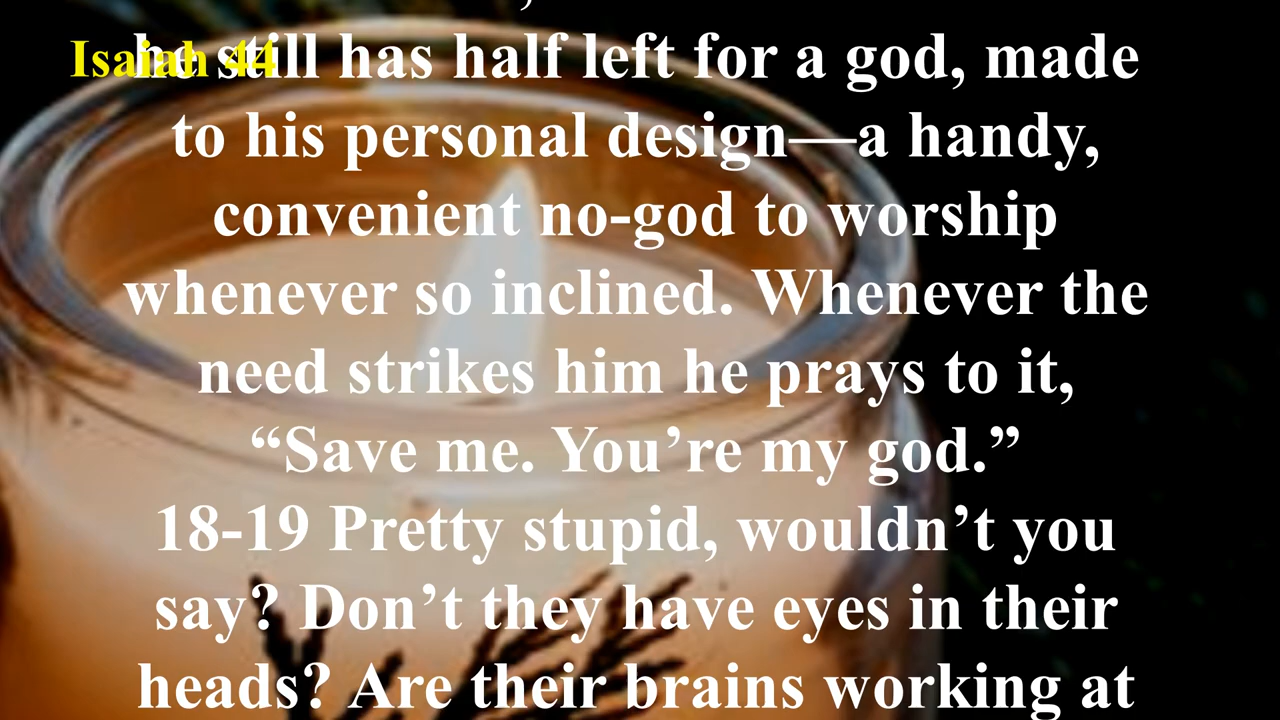 Isaiah 44
he still has half left for a god, made
to his personal design—a handy,
convenient no-god to worship
whenever so inclined. Whenever the
need strikes him he prays to it,
“Save me. You’re my god.”
18-19 Pretty stupid, wouldn’t you
say? Don’t they have eyes in their
heads? Are their brains working at